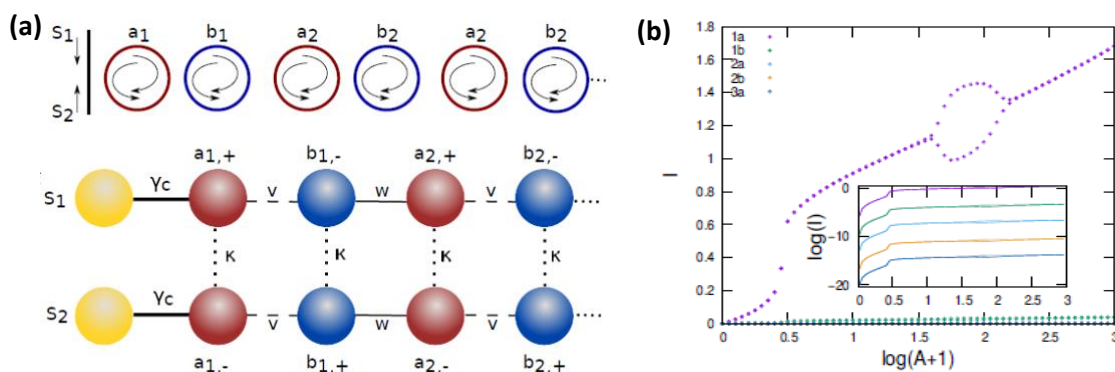 (a)
S1 a1 b1 a2 b2 a2 b2
S2
a1,+ b1,- a2,+ b2,-
S1 γc v w v
κ κ κ κ
S2 γc v w v
a1,- b1,+ a2,- b2,+
(b)
1.8
1a
1.6
1b
2a
1.4
2b
3a
1.2
1
I
0.8
0
0.6
log(I)
-10
0.4
0.2
-20
0 0.5 1 1.5 2 2.5 3
0
0 0.5 1 1.5 2 2.5 3
log(A+1)